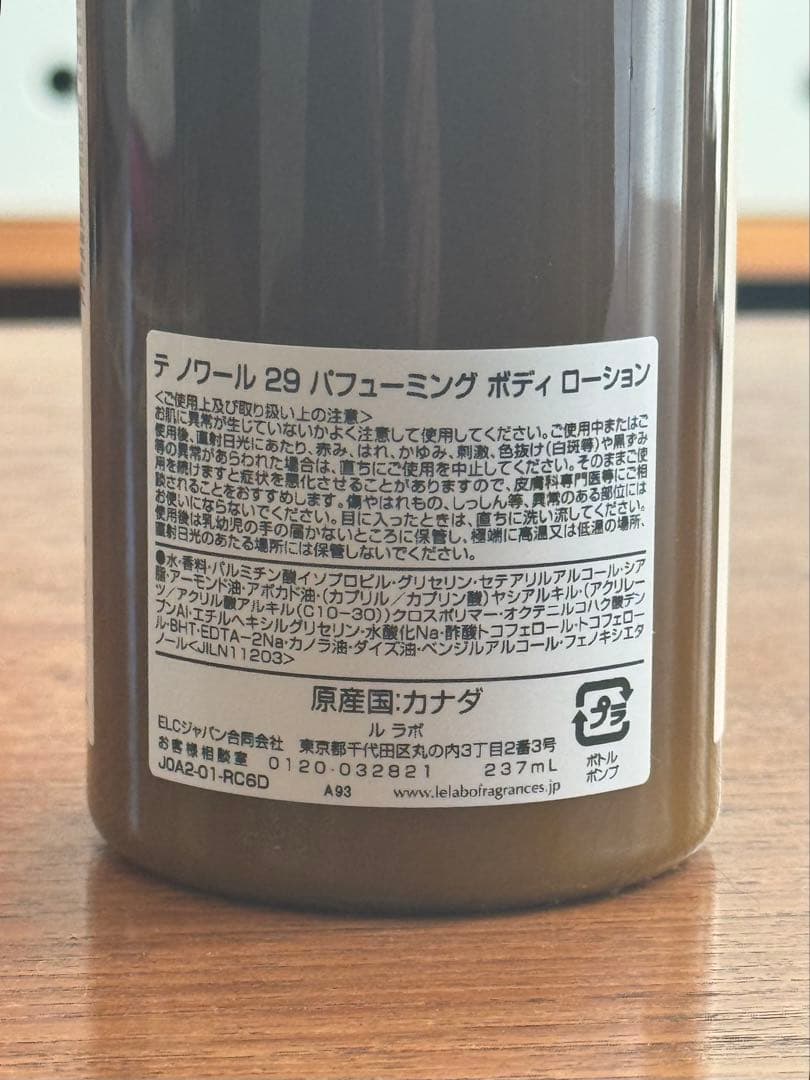 テ ノワール 29 パフューミング ボディ ローション
<ご使用上及び取り扱い上の注意>
お肌に異常が生じていないかよく注意して使用してください。ご使用中またはご
使用後、直射日光にあたり、赤み、はれ、かゆみ、刺激、色抜け(白斑等)や黒ずみ
等の異常があらわれた場合は、直ちにご使用を中止してください。そのままご使
用を続けますと症状を悪化させることがありますので、皮膚科専門医等にご相
談されることをおすすめします。傷やはれもの、しっしん等、異常のある部位には
お使いにならないでください。目に入ったときは、直ちに洗い流してください。
使用後は乳幼児の手の届かないところに保管し、極端に高温又は低温の場所、
直射日光のあたる場所には保管しないでください。
●水・香料・パルミチン酸イソプロピル・グリセリン・セテアリルアルコール・シア
脂・アーモンド油・アボカド油・(カプリル/カプリン酸)ヤシアルキル・(アクリレー
ツ/アクリル酸アルキル(C10-30))クロスポリマー・オクテニルコハク酸デン
プンAl・エチルヘキシルグリセリン・水酸化Na・酢酸トコフェロール・トコフェロー
ル・BHT・EDTA-2Na・カノラ油・ダイズ油・ベンジルアルコール・フェノキシエタ
ノール<JILN11203>
原産国:カナダ
ル ラボ
ELCジャパン合同会社 東京都千代田区丸の内3丁目2番3号
お客様相談室 0120-032821 237mL
J0A2-01-RC6D A93 www.lelabofragrances.jp
プラ
ボトル
ポンプ